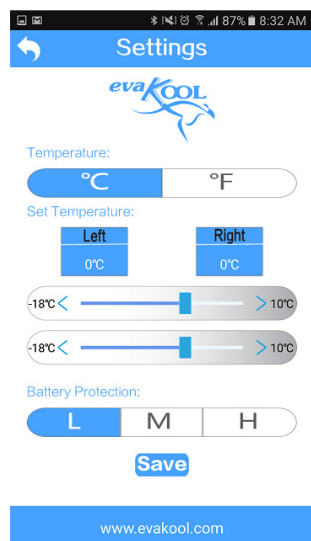 87% 8:32 AM
Settings
evaKOOL
Temperature:
°C °F
Set Temperature:
Left Right
0℃ 0℃
-18℃ < > 10℃
-18℃ < > 10℃
Battery Protection:
L M H
Save
www.evakool.com